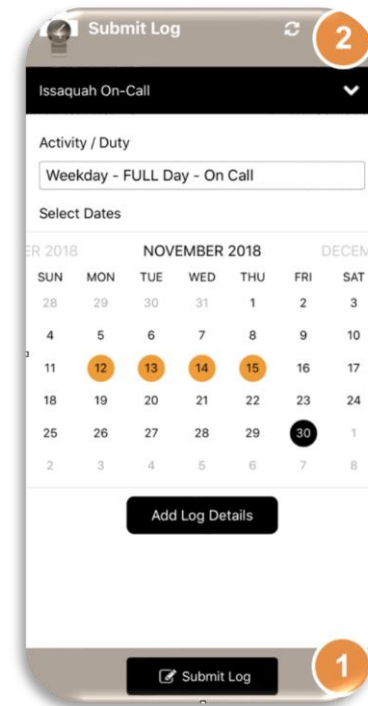 Submit Log
2
Issaquah On-Call
Activity / Duty
Weekday - FULL Day - On Call
Select Dates
ER 2018 NOVEMBER 2018 DECEM
SUN MON TUE WED THU FRI SAT
28 29 30 31 1 2 3
4 5 6 7 8 9 10
11 12 13 14 15 16 17
18 19 20 21 22 23 24
25 26 27 28 29 30 1
2 3 4 5 6 7 8
Add Log Details
Submit Log
1